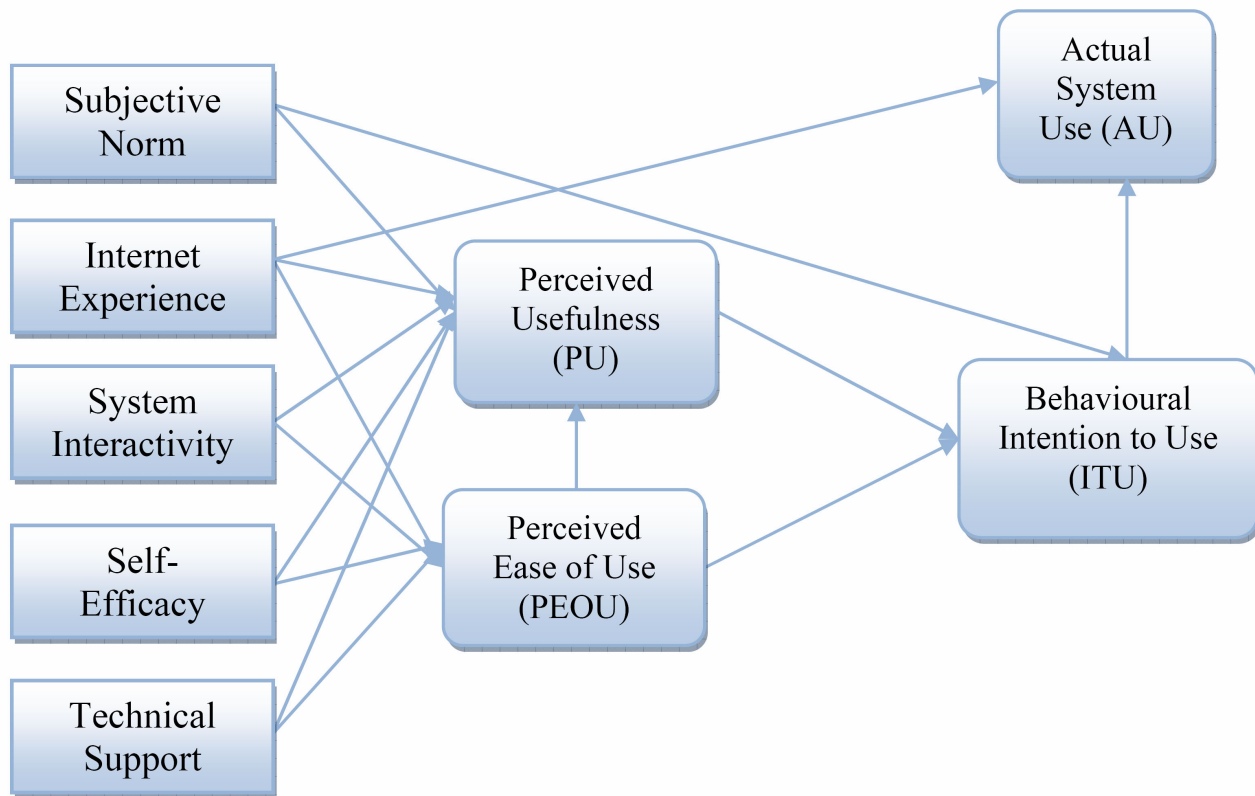 Subjective
Norm
Internet
Experience
System
Interactivity
Self-
Efficacy
Technical
Support
Perceived
Usefulness
(PU)
Perceived
Ease of Use
(PEOU)
Actual
System
Use (AU)
Behavioural
Intention to Use
(ITU)